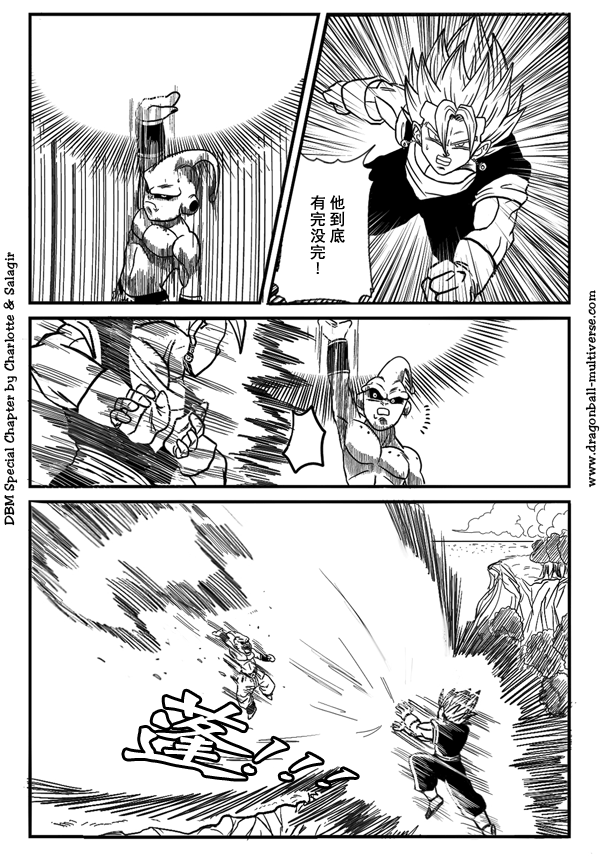 他到底
有完没完！
蓬！！！
DBM Special Chapter by Charlotte & Salagir
www.dragonball-multiverse.com